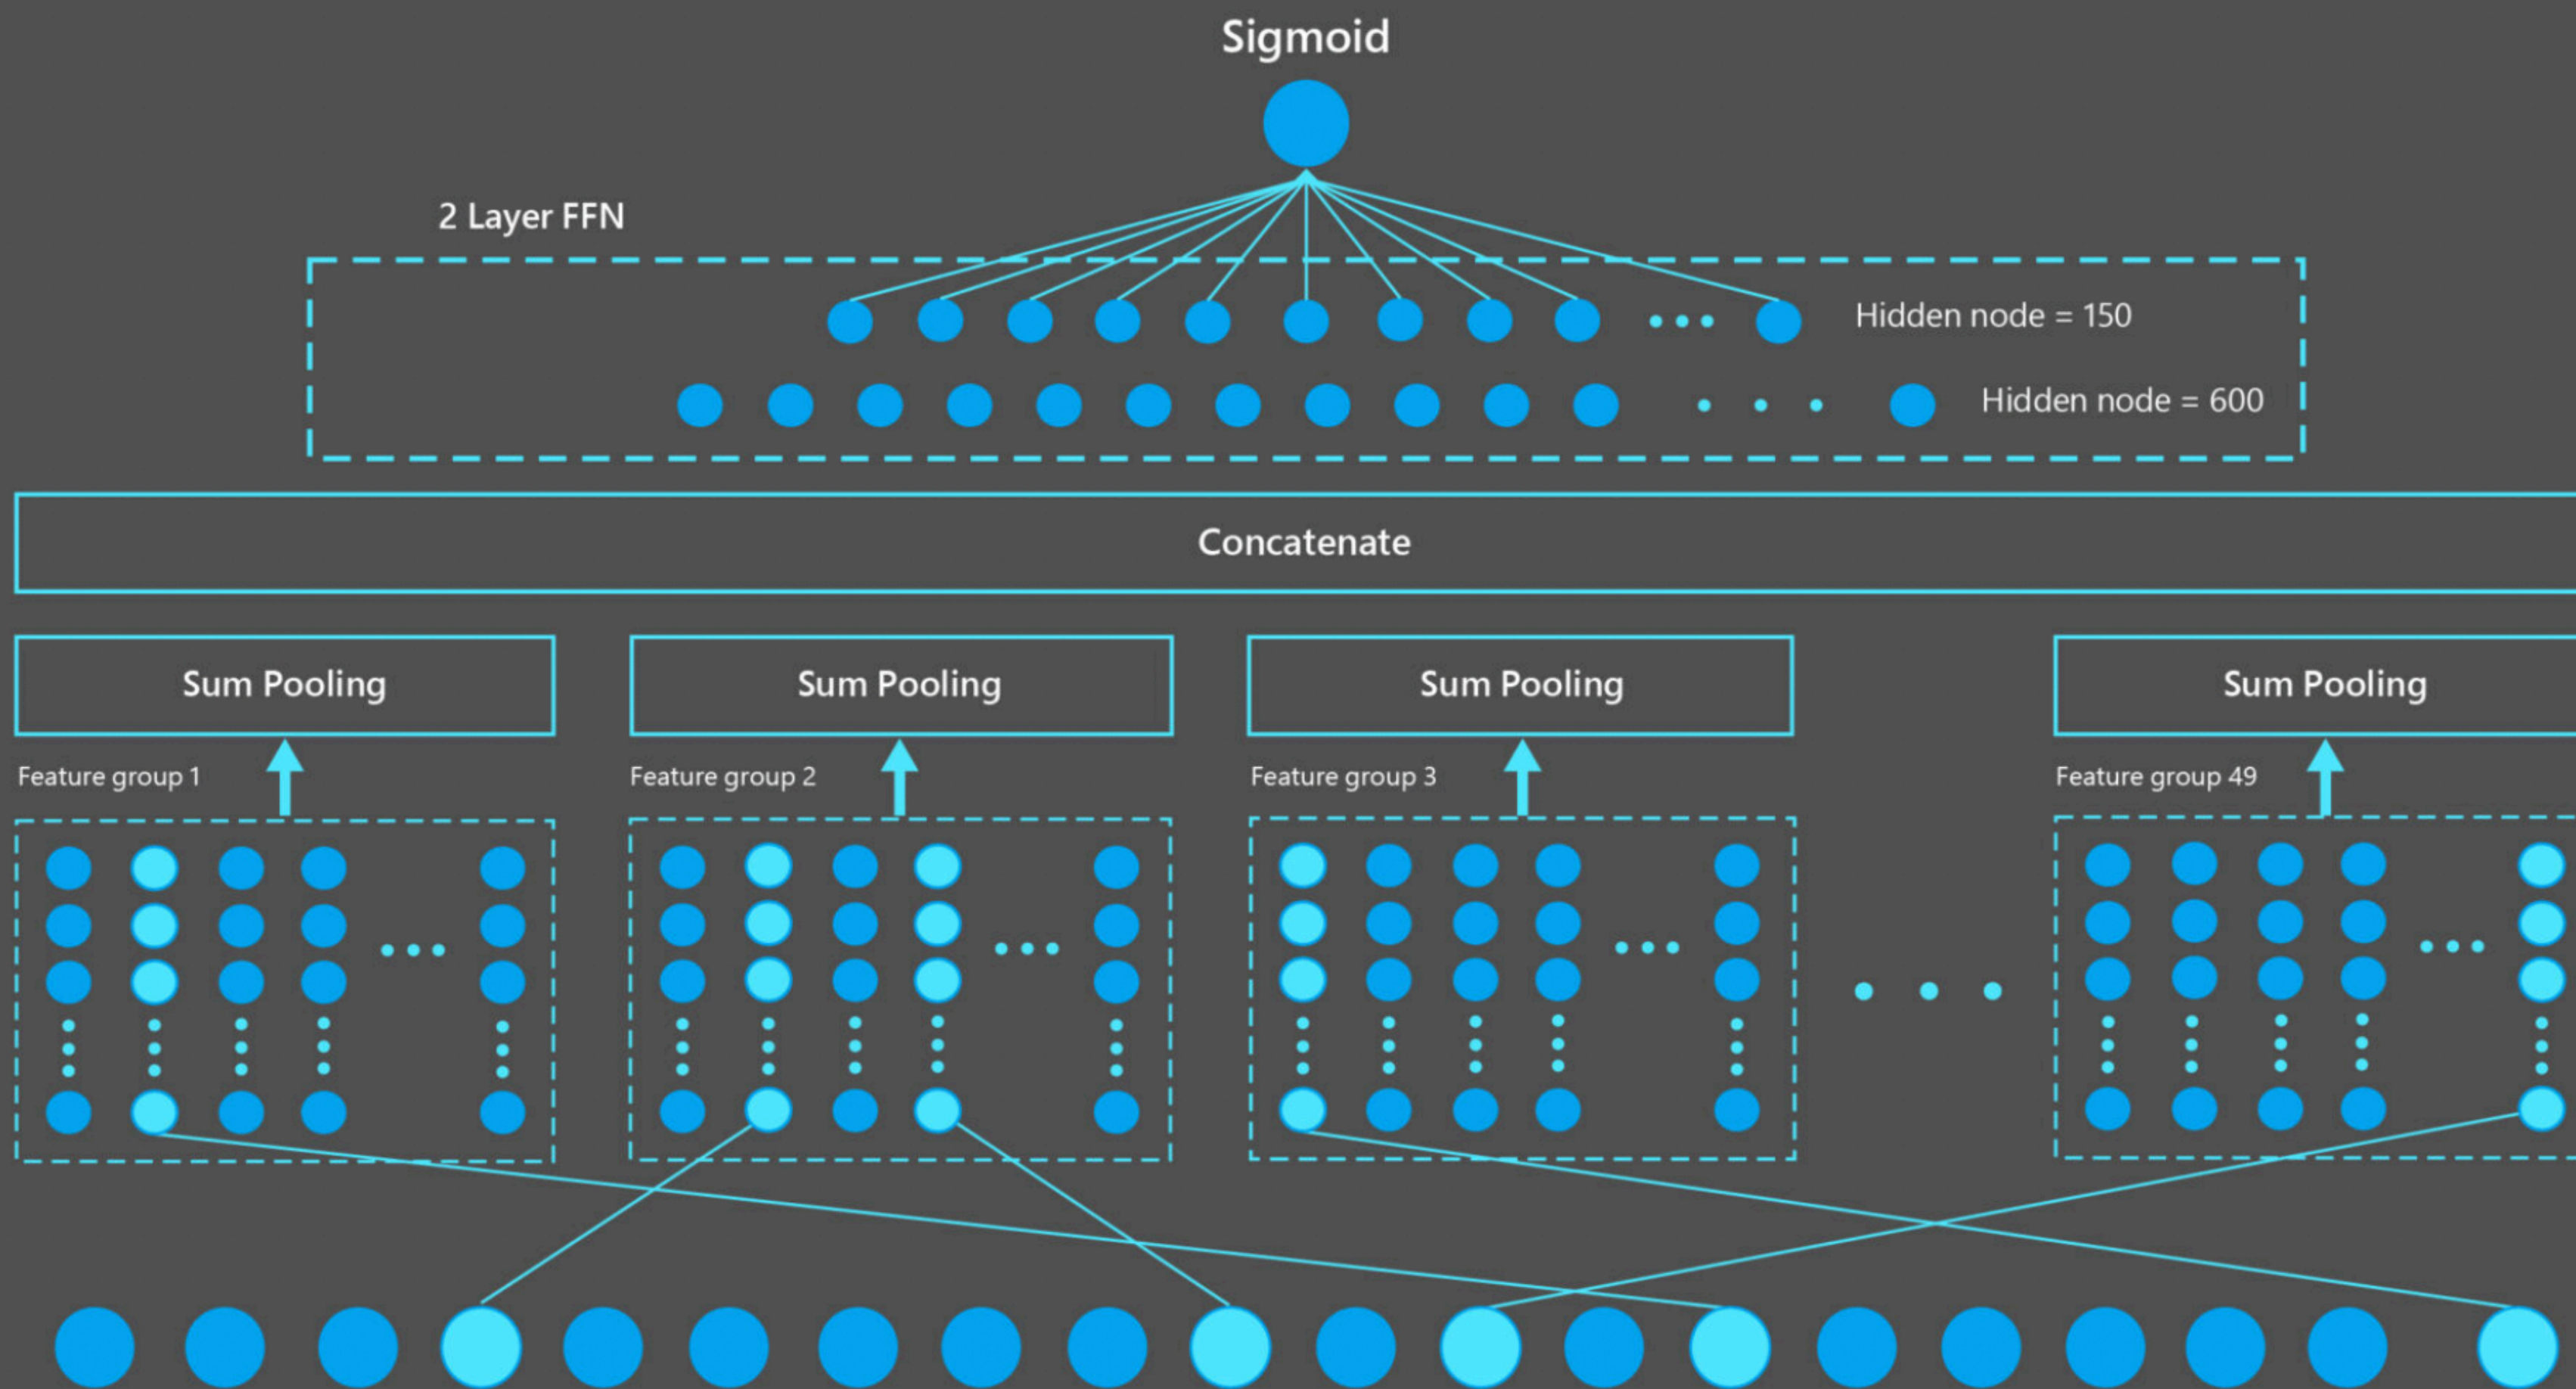 Sigmoid
2 Layer FFN
Hidden node = 150
Hidden node = 600
Concatenate
Sum Pooling
Sum Pooling
Sum Pooling
Sum Pooling
Feature group 1
Feature group 2
Feature group 3
Feature group 49